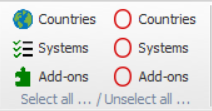 Countries Countries
Systems Systems
Add-ons Add-ons
Select all ... / Unselect all ...